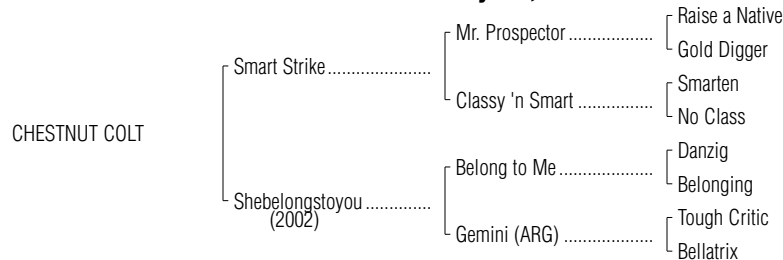 Raise a Native
Mr. Prospector ...................
Gold Digger
Smart Strike .......................
Smarten
Classy 'n Smart .................
No Class
CHESTNUT COLT
Danzig
Belong to Me .....................
Belonging
Shebelongstoyou ..............
(2002)
Tough Critic
Gemini (ARG) ....................
Bellatrix